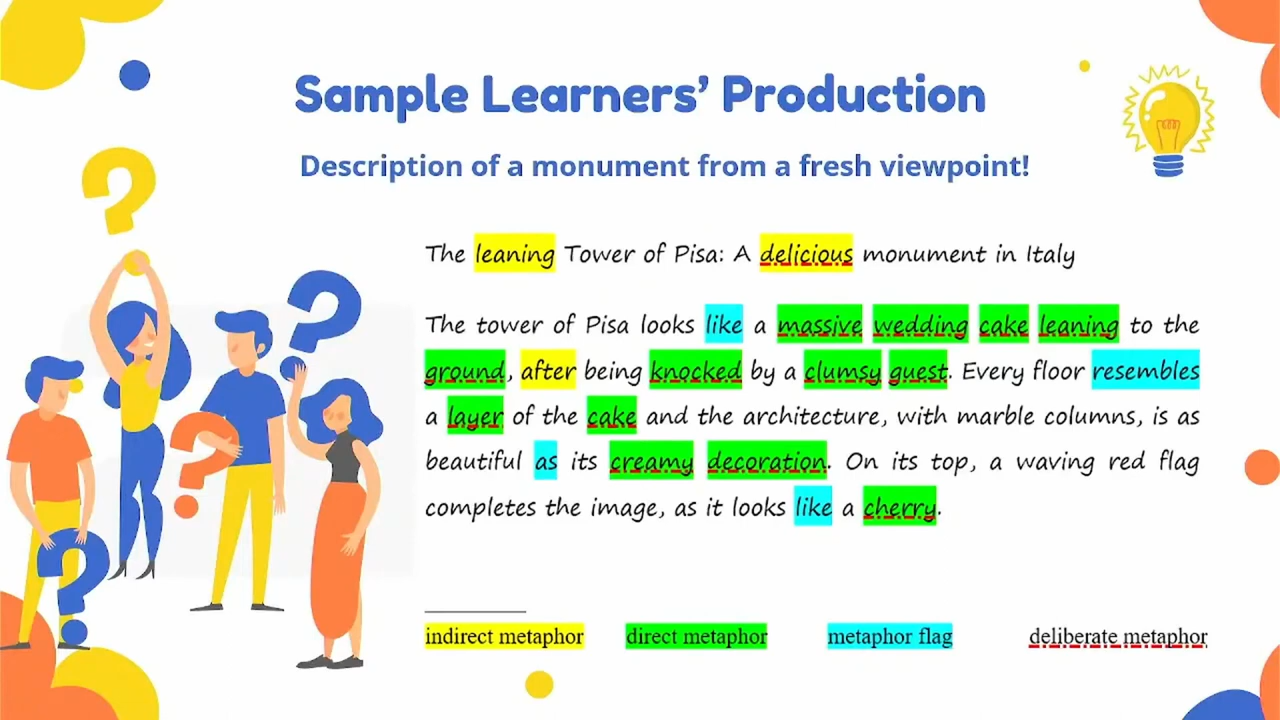 Sample Learners’ Production
Description of a monument from a fresh viewpoint!
The leaning Tower of Pisa: A delicious monument in Italy
The tower of Pisa looks like a massive wedding cake leaning to the
ground, after being knocked by a clumsy guest. Every floor resembles
a layer of the cake and the architecture, with marble columns, is as
beautiful as its creamy decoration. On its top, a waving red flag
completes the image, as it looks like a cherry.
indirect metaphor direct metaphor metaphor flag deliberate metaphor